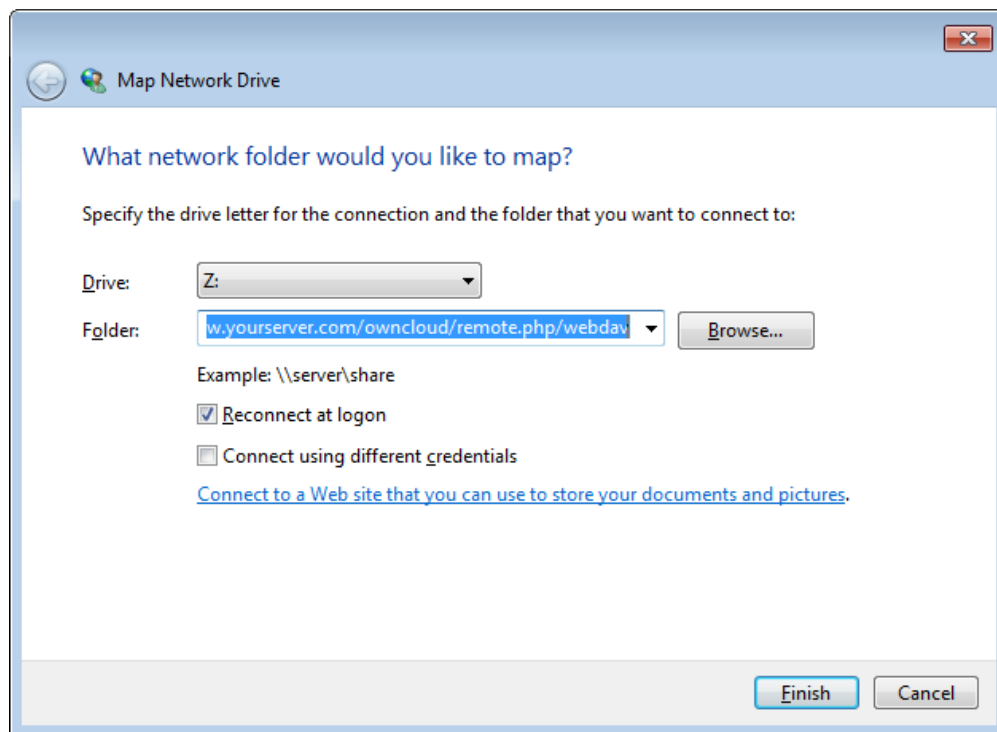 Map Network Drive
What network folder would you like to map?
Specify the drive letter for the connection and the folder that you want to connect to:
Drive: Z:
Folder: w.yourserver.com/owncloud/remote.php/webdav Browse...
Example: \\server\share
Reconnect at logon
Connect using different credentials
Connect to a Web site that you can use to store your documents and pictures.
Finish Cancel